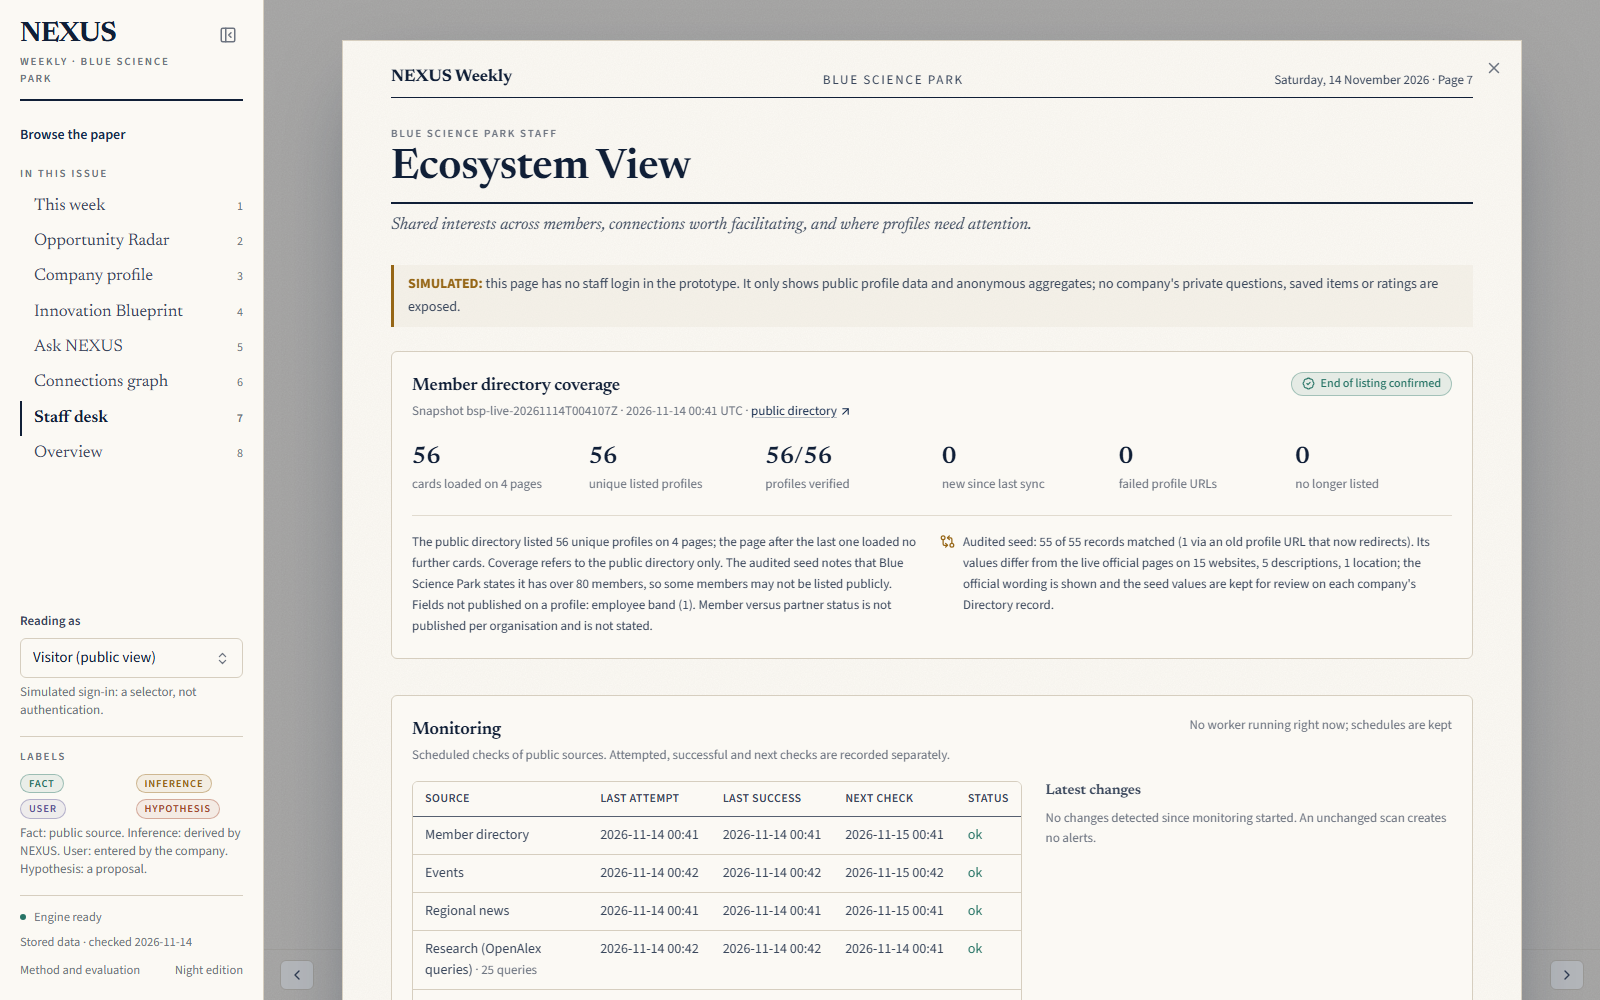 NEXUS
WEEKLY · BLUE SCIENCE
PARK
Browse the paper
IN THIS ISSUE
This week 1
Opportunity Radar 2
Company profile 3
Innovation Blueprint 4
Ask NEXUS 5
Connections graph 6
Staff desk 7
Overview 8
Reading as
Visitor (public view)
Simulated sign-in: a selector, not
authentication.
LABELS
FACT INFERENCE
USER HYPOTHESIS
Fact: public source. Inference: derived by
NEXUS. User: entered by the company.
Hypothesis: a proposal.
Engine ready
Stored data · checked 2026-11-14
Method and evaluation Night edition
NEXUS Weekly BLUE SCIENCE PARK Saturday, 14 November 2026 · Page 7
BLUE SCIENCE PARK STAFF
Ecosystem View
Shared interests across members, connections worth facilitating, and where profiles need attention.
SIMULATED: this page has no staff login in the prototype. It only shows public profile data and anonymous aggregates; no company's private questions, saved items or ratings are
exposed.
Member directory coverage End of listing confirmed
Snapshot bsp-live-20261114T004107Z · 2026-11-14 00:41 UTC · public directory
56 56 56/56 0 0 0
cards loaded on 4 pages unique listed profiles profiles verified new since last sync failed profile URLs no longer listed
The public directory listed 56 unique profiles on 4 pages; the page after the last one loaded no
further cards. Coverage refers to the public directory only. The audited seed notes that Blue
Science Park states it has over 80 members, so some members may not be listed publicly.
Fields not published on a profile: employee band (1). Member versus partner status is not
published per organisation and is not stated.
Audited seed: 55 of 55 records matched (1 via an old profile URL that now redirects). Its
values differ from the live official pages on 15 websites, 5 descriptions, 1 location; the
official wording is shown and the seed values are kept for review on each company's
Directory record.
Monitoring No worker running right now; schedules are kept
Scheduled checks of public sources. Attempted, successful and next checks are recorded separately.
SOURCE LAST ATTEMPT LAST SUCCESS NEXT CHECK STATUS
Member directory 2026-11-14 00:41 2026-11-14 00:41 2026-11-15 00:41 ok
Events 2026-11-14 00:42 2026-11-14 00:42 2026-11-15 00:42 ok
Regional news 2026-11-14 00:41 2026-11-14 00:41 2026-11-14 00:41 ok
Research (OpenAlex 2026-11-14 00:42 2026-11-14 00:42 2026-11-14 00:41 ok
queries) · 25 queries
Latest changes
No changes detected since monitoring started. An unchanged scan creates
no alerts.